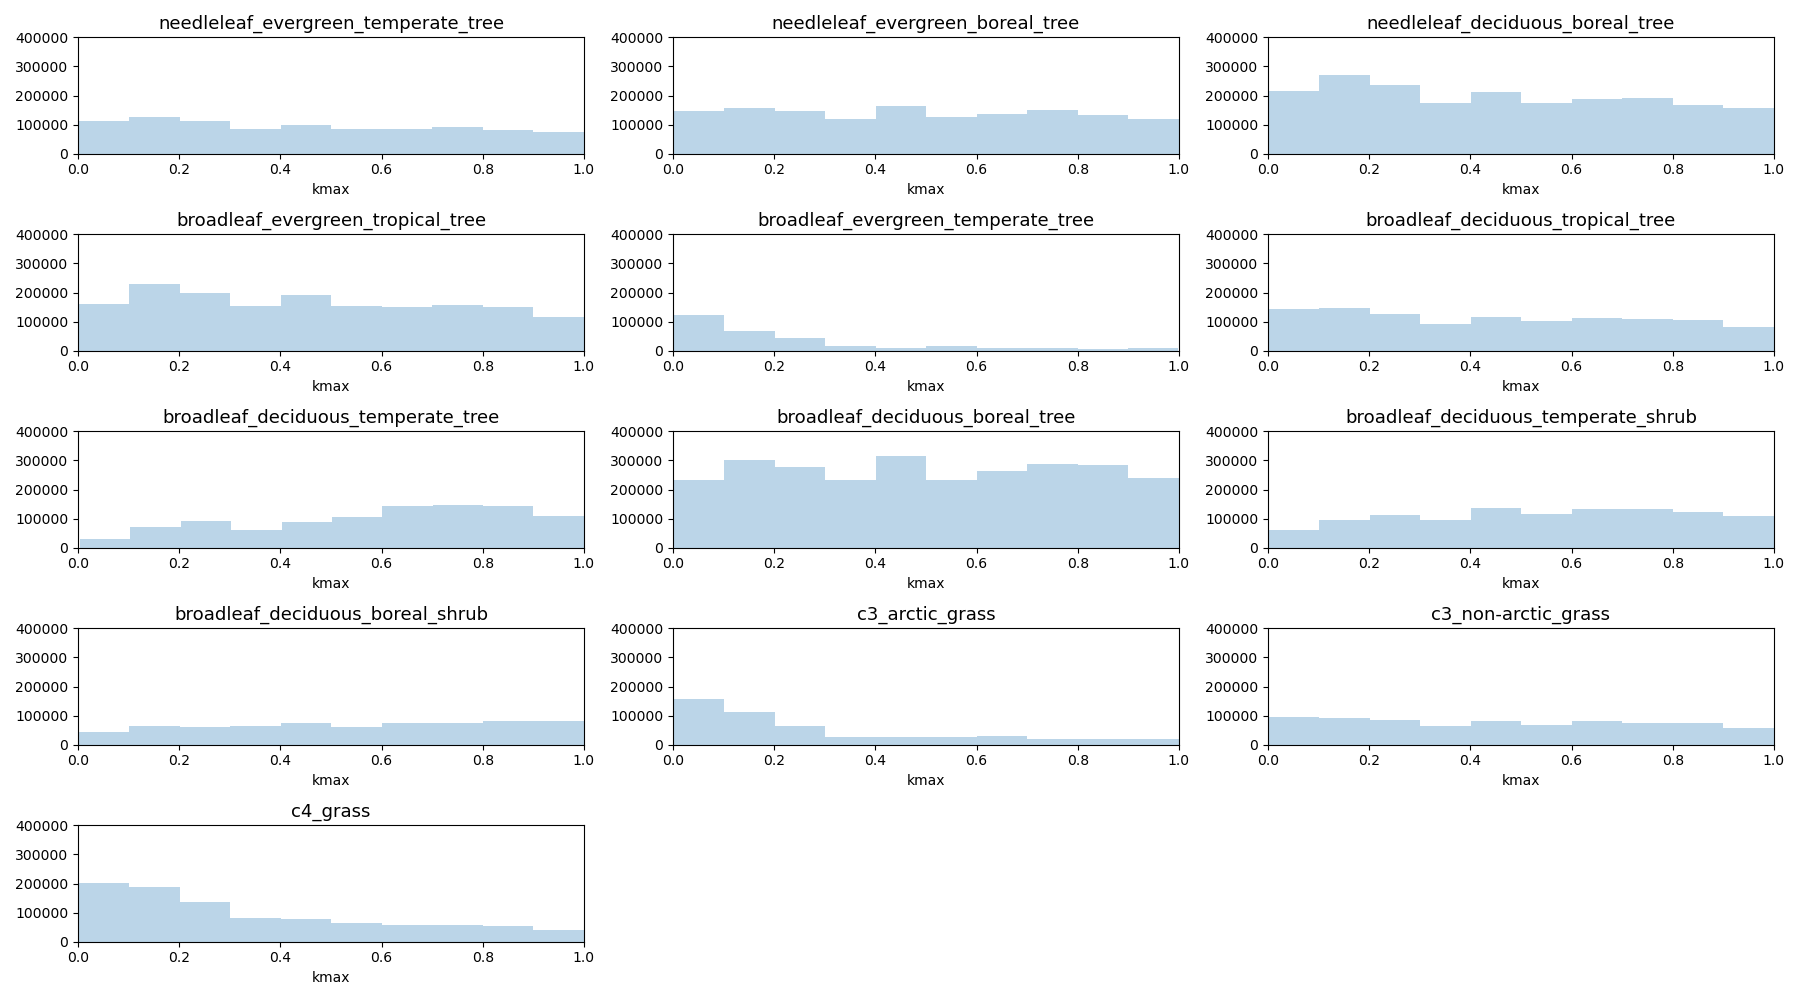 needleleaf_evergreen_temperate_tree
400000
300000
200000
100000
0
0.0 0.2 0.4 0.6 0.8 1.0
kmax
needleleaf_evergreen_boreal_tree
400000
300000
200000
100000
0
0.0 0.2 0.4 0.6 0.8 1.0
kmax
needleleaf_deciduous_boreal_tree
400000
300000
200000
100000
0
0.0 0.2 0.4 0.6 0.8 1.0
kmax
broadleaf_evergreen_tropical_tree
400000
300000
200000
100000
0
0.0 0.2 0.4 0.6 0.8 1.0
kmax
broadleaf_evergreen_temperate_tree
400000
300000
200000
100000
0
0.0 0.2 0.4 0.6 0.8 1.0
kmax
broadleaf_deciduous_tropical_tree
400000
300000
200000
100000
0
0.0 0.2 0.4 0.6 0.8 1.0
kmax
broadleaf_deciduous_temperate_tree
400000
300000
200000
100000
0
0.0 0.2 0.4 0.6 0.8 1.0
kmax
broadleaf_deciduous_boreal_tree
400000
300000
200000
100000
0
0.0 0.2 0.4 0.6 0.8 1.0
kmax
broadleaf_deciduous_temperate_shrub
400000
300000
200000
100000
0
0.0 0.2 0.4 0.6 0.8 1.0
kmax
broadleaf_deciduous_boreal_shrub
400000
300000
200000
100000
0
0.0 0.2 0.4 0.6 0.8 1.0
kmax
c3_arctic_grass
400000
300000
200000
100000
0
0.0 0.2 0.4 0.6 0.8 1.0
kmax
c3_non-arctic_grass
400000
300000
200000
100000
0
0.0 0.2 0.4 0.6 0.8 1.0
kmax
c4_grass
400000
300000
200000
100000
0
0.0 0.2 0.4 0.6 0.8 1.0
kmax